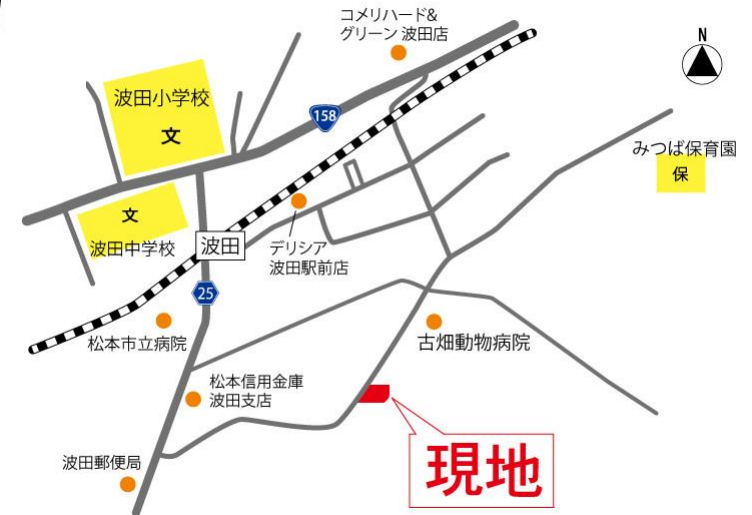 コメリハード&
グリーン 波田店
N
158
波田小学校
文
みつば保育園
保
文
波田中学校
波田
デリシア
波田駅前店
25
松本市立病院
古畑動物病院
松本信用金庫
波田支店
現地
波田郵便局